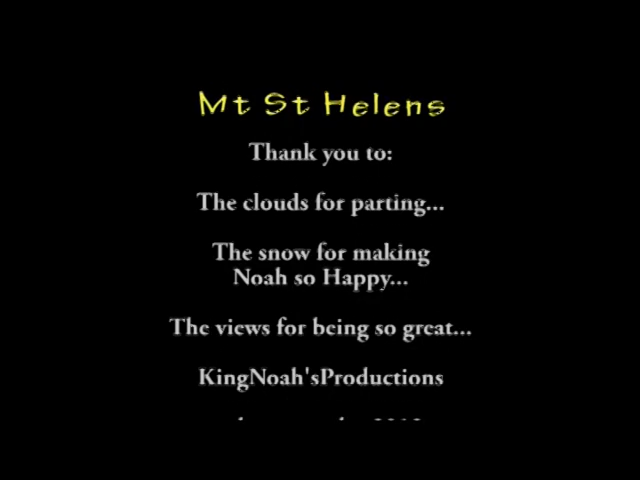 Mt St Helens
Thank you to:
The clouds for parting...
The snow for making
Noah so Happy...
The views for being so great...
KingNoah'sProductions